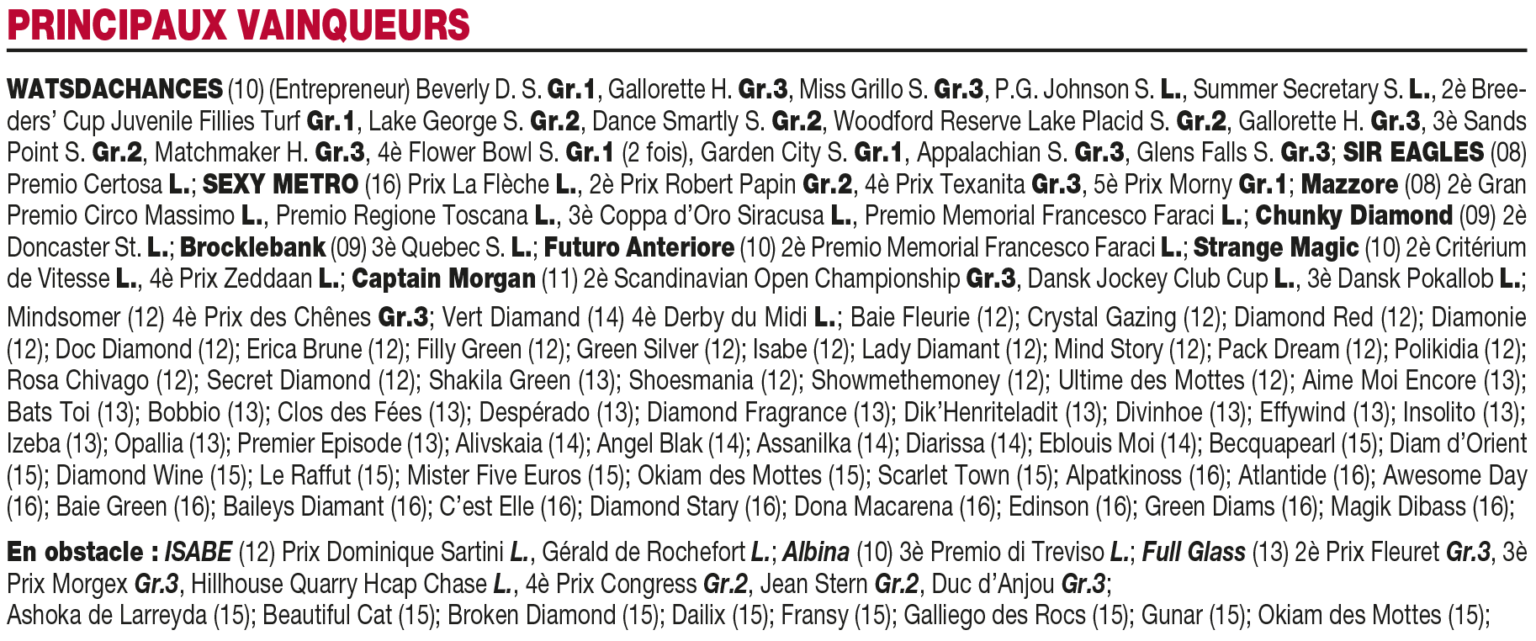 PRINCIPAUX VAINQUEURS
WATSDACHANCES (10) (Entrepreneur) Beverly D. S. Gr.1, Gallorette H. Gr.3, Miss Grillo S. Gr.3, P.G. Johnson S. L., Summer Secretary S. L., 2è Bree-
ders' Cup Juvenile Fillies Turf Gr.1, Lake George S. Gr.2, Dance Smartly S. Gr.2, Woodford Reserve Lake Placid S. Gr.2, Gallorette H. Gr.3, 3è Sands
Point S. Gr.2, Matchmaker H. Gr.3, 4è Flower Bowl S. Gr.1 (2 fois), Garden City S. Gr.1, Appalachian S. Gr.3, Glens Falls S. Gr.3; SIR EAGLES (08)
Premio Certosa L.; SEXY METRO (16) Prix La Flèche L., 2è Prix Robert Papin Gr.2, 4è Prix Texanita Gr.3, 5è Prix Morny Gr.1; Mazzore (08) 2è Gran
Premio Circo Massimo L., Premio Regione Toscana L., 3è Coppa d'Oro Siracusa L., Premio Memorial Francesco Faraci L.; Chunky Diamond (09) 2è
Doncaster St. L.; Brocklebank (09) 3è Quebec S. L.; Futuro Anteriore (10) 2è Premio Memorial Francesco Faraci L.; Strange Magic (10) 2è Critérium
de Vitesse L., 4è Prix Zeddaan L.; Captain Morgan (11) 2è Scandinavian Open Championship Gr.3, Dansk Jockey Club Cup L., 3è Dansk Pokallob L.;
Mindsomer (12) 4è Prix des Chênes Gr.3; Vert Diamand (14) 4è Derby du Midi L.; Baie Fleurie (12); Crystal Gazing (12); Diamond Red (12); Diamonie
(12); Doc Diamond (12); Erica Brune (12); Filly Green (12); Green Silver (12); Isabe (12); Lady Diamant (12); Mind Story (12); Pack Dream (12); Polikidia (12);
Rosa Chivago (12); Secret Diamond (12); Shakila Green (13); Shoesmania (12); Showmethemoney (12); Ultime des Mottes (12); Aime Moi Encore (13);
Bats Toi (13); Bobbio (13); Clos des Fées (13); Despérado (13); Diamond Fragrance (13); Dik'Henriteladit (13); Divinhoe (13); Effywind (13); Insolito (13);
Izeba (13); Opallia (13); Premier Episode (13); Alivskaia (14); Angel Blak (14); Assanilka (14); Diarissa (14); Eblouis Moi (14); Becquapearl (15); Diam d'Orient
(15); Diamond Wine (15); Le Raffut (15); Mister Five Euros (15); Okiam des Mottes (15); Scarlet Town (15); Alpatkinoss (16); Atlantide (16); Awesome Day
(16); Baie Green (16); Baileys Diamant (16); C'est Elle (16); Diamond Stary (16); Dona Macarena (16); Edinson (16); Green Diams (16); Magik Dibass (16);
En obstacle : ISABE (12) Prix Dominique Sartini L., Gérald de Rochefort L.; Albina (10) 3è Premio di Treviso L.; Full Glass (13) 2è Prix Fleuret Gr.3, 3è
Prix Morgex Gr.3, Hillhouse Quarry Hcap Chase L., 4è Prix Congress Gr.2, Jean Stern Gr.2, Duc d'Anjou Gr.3;
Ashoka de Larreyda (15); Beautiful Cat (15); Broken Diamond (15); Dailix (15); Fransy (15); Galliego des Rocs (15); Gunar (15); Okiam des Mottes (15);